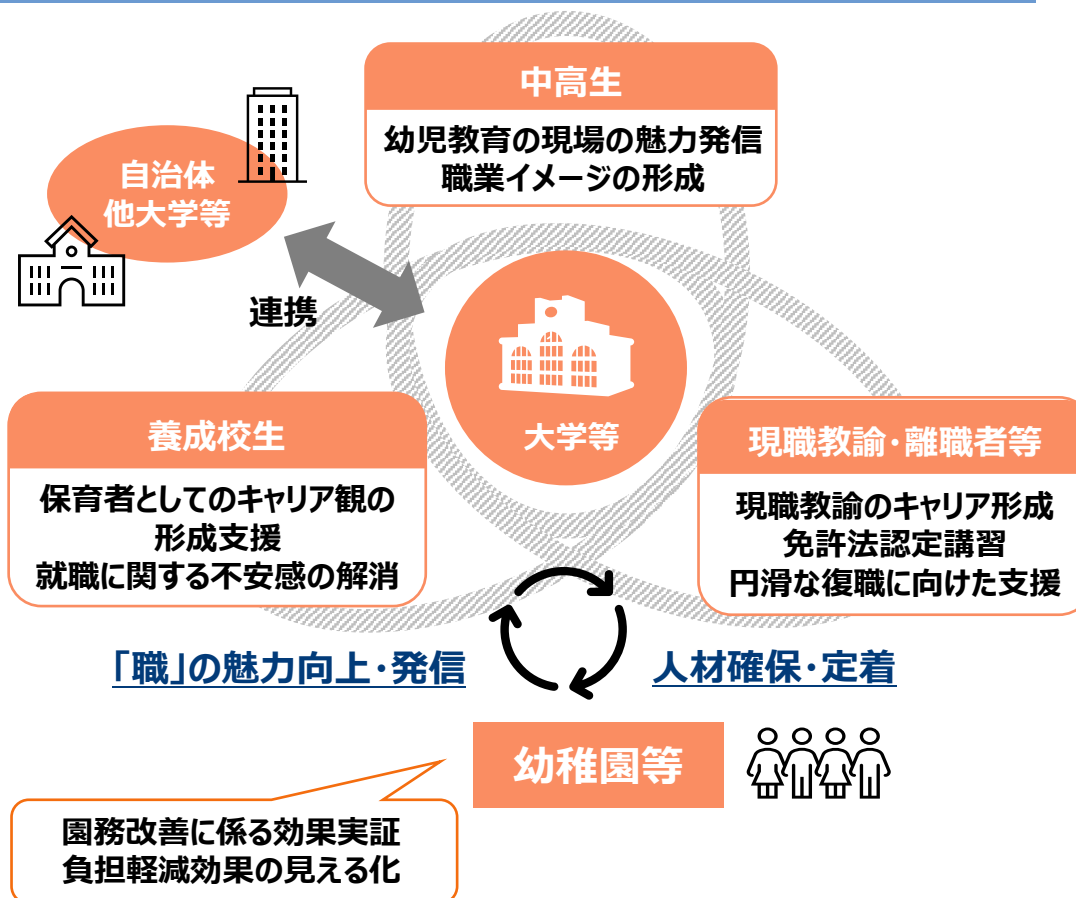 中高生
幼児教育の現場の魅力発信
職業イメージの形成
自治体
他大学等
連携
大学等
養成校生
保育者としてのキャリア観の
形成支援
就職に関する不安感の解消
現職教諭・離職者等
現職教諭のキャリア形成
免許法認定講習
円滑な復職に向けた支援
「職」の魅力向上・発信
人材確保・定着
幼稚園等
園務改善に係る効果実証
負担軽減効果の見える化